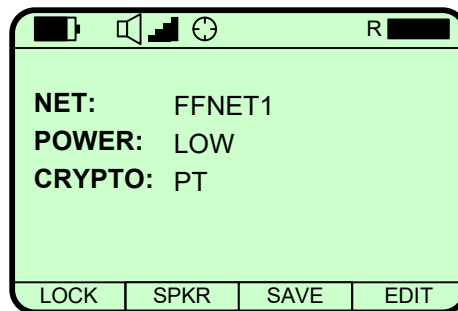 R
NET: FFNET1
POWER: LOW
CRYPTO: PT
LOCK SPKR SAVE EDIT